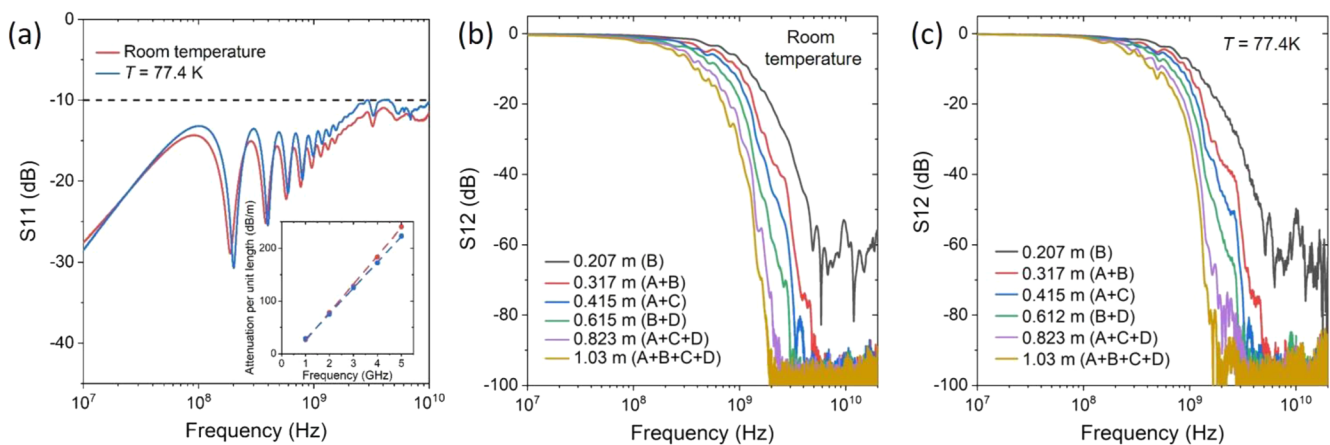 (a)
Room temperature
T = 77.4 K
S11 (dB)
0
-10
-20
-30
-40
10⁷
10⁸
10⁹
10¹⁰
Frequency (Hz)
Attenuation per unit length (dB/m)
200
100
0
0 1 2 3 4 5
Frequency (GHz)
(b)
Room
temperature
S12 (dB)
0
-20
-40
-60
-80
-100
0.207 m (B)
0.317 m (A+B)
0.415 m (A+C)
0.615 m (B+D)
0.823 m (A+C+D)
1.03 m (A+B+C+D)
10⁷
10⁸
10⁹
10¹⁰
Frequency (Hz)
(c)
T = 77.4K
S12 (dB)
0
-20
-40
-60
-80
-100
0.207 m (B)
0.317 m (A+B)
0.415 m (A+C)
0.612 m (B+D)
0.823 m (A+C+D)
1.03 m (A+B+C+D)
10⁷
10⁸
10⁹
10¹⁰
Frequency (Hz)